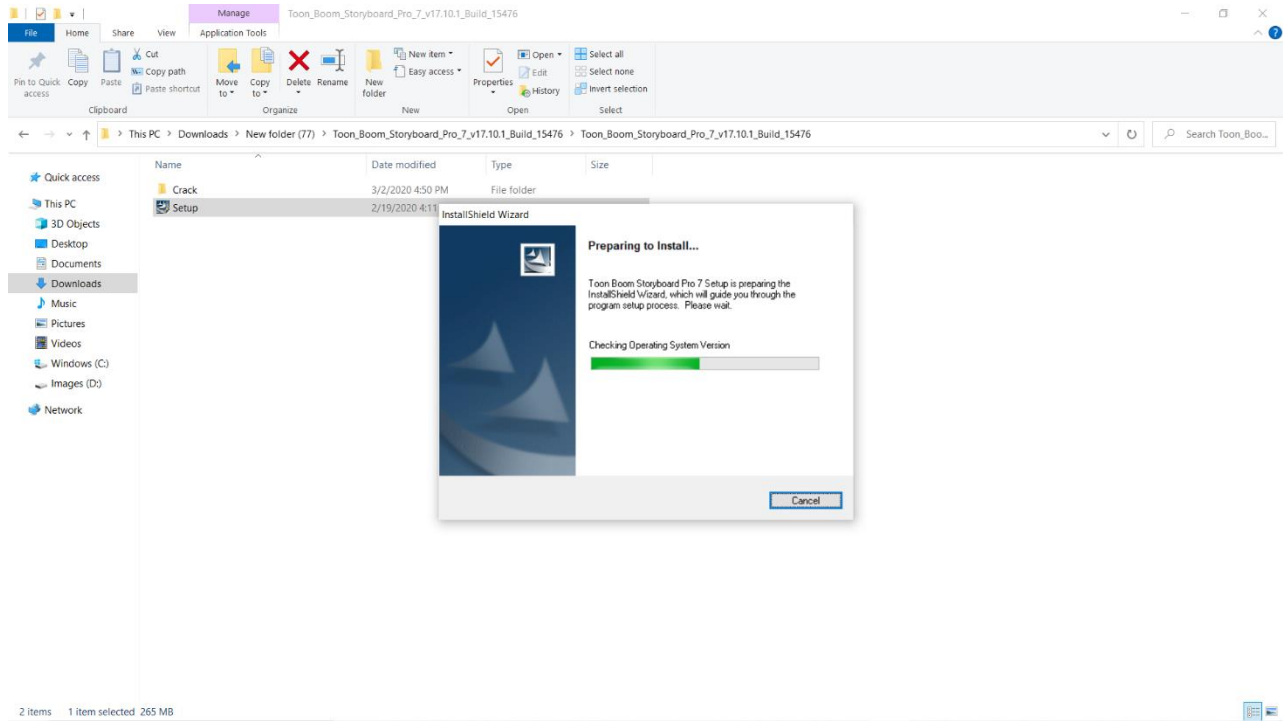 Manage
Toon_Boom_Storyboard_Pro_7_v17.10.1_Build_15476
File Home Share View Application Tools
Pin to Quick access
Copy
Paste
Cut
Copy path
Paste shortcut
Clipboard
Move to
Copy to
Delete
Rename
Organize
New folder
New item
Easy access
New
Properties
Open
Edit
History
Open
Select all
Select none
Invert selection
Select
This PC > Downloads > New folder (77) > Toon_Boom_Storyboard_Pro_7_v17.10.1_Build_15476 > Toon_Boom_Storyboard_Pro_7_v17.10.1_Build_15476
Search Toon_Boo...
Quick access
This PC
3D Objects
Desktop
Documents
Downloads
Music
Pictures
Videos
Windows (C:)
Images (D:)
Network
Name Date modified Type Size
Crack 3/2/2020 4:50 PM File folder
Setup 2/19/2020 4:11
InstallShield Wizard
Preparing to Install...
Toon Boom Storyboard Pro 7 Setup is preparing the
InstallShield Wizard, which will guide you through the
program setup process. Please wait.
Checking Operating System Version
Cancel
2 items 1 item selected 265 MB